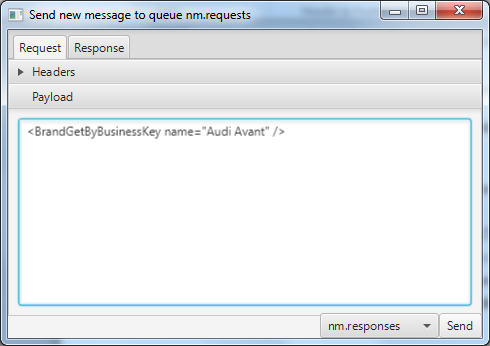 Send new message to queue nm.requests
Request Response
Headers
Payload
<BrandGetByBusinessKey name="Audi Avant" />
nm.responses Send